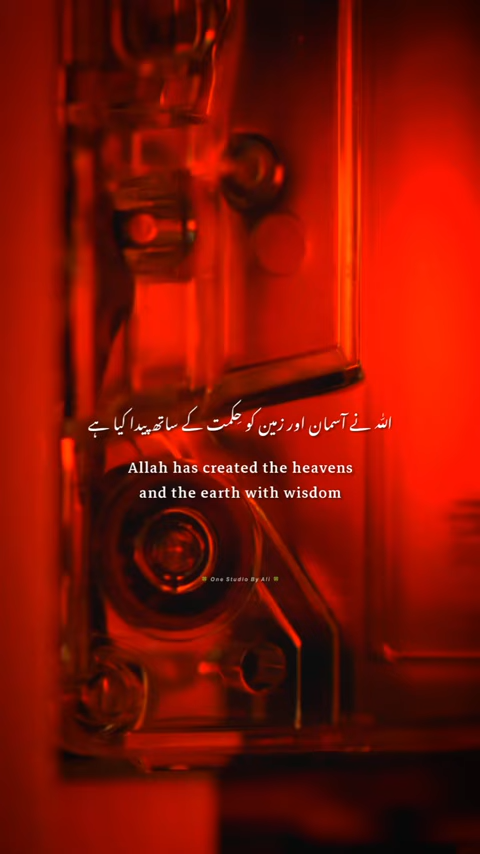 اللہ نے آسمان اور زمین کو حکمت کے ساتھ پیدا کیا ہے
Allah has created the heavens
and the earth with wisdom
One Studio By Ali